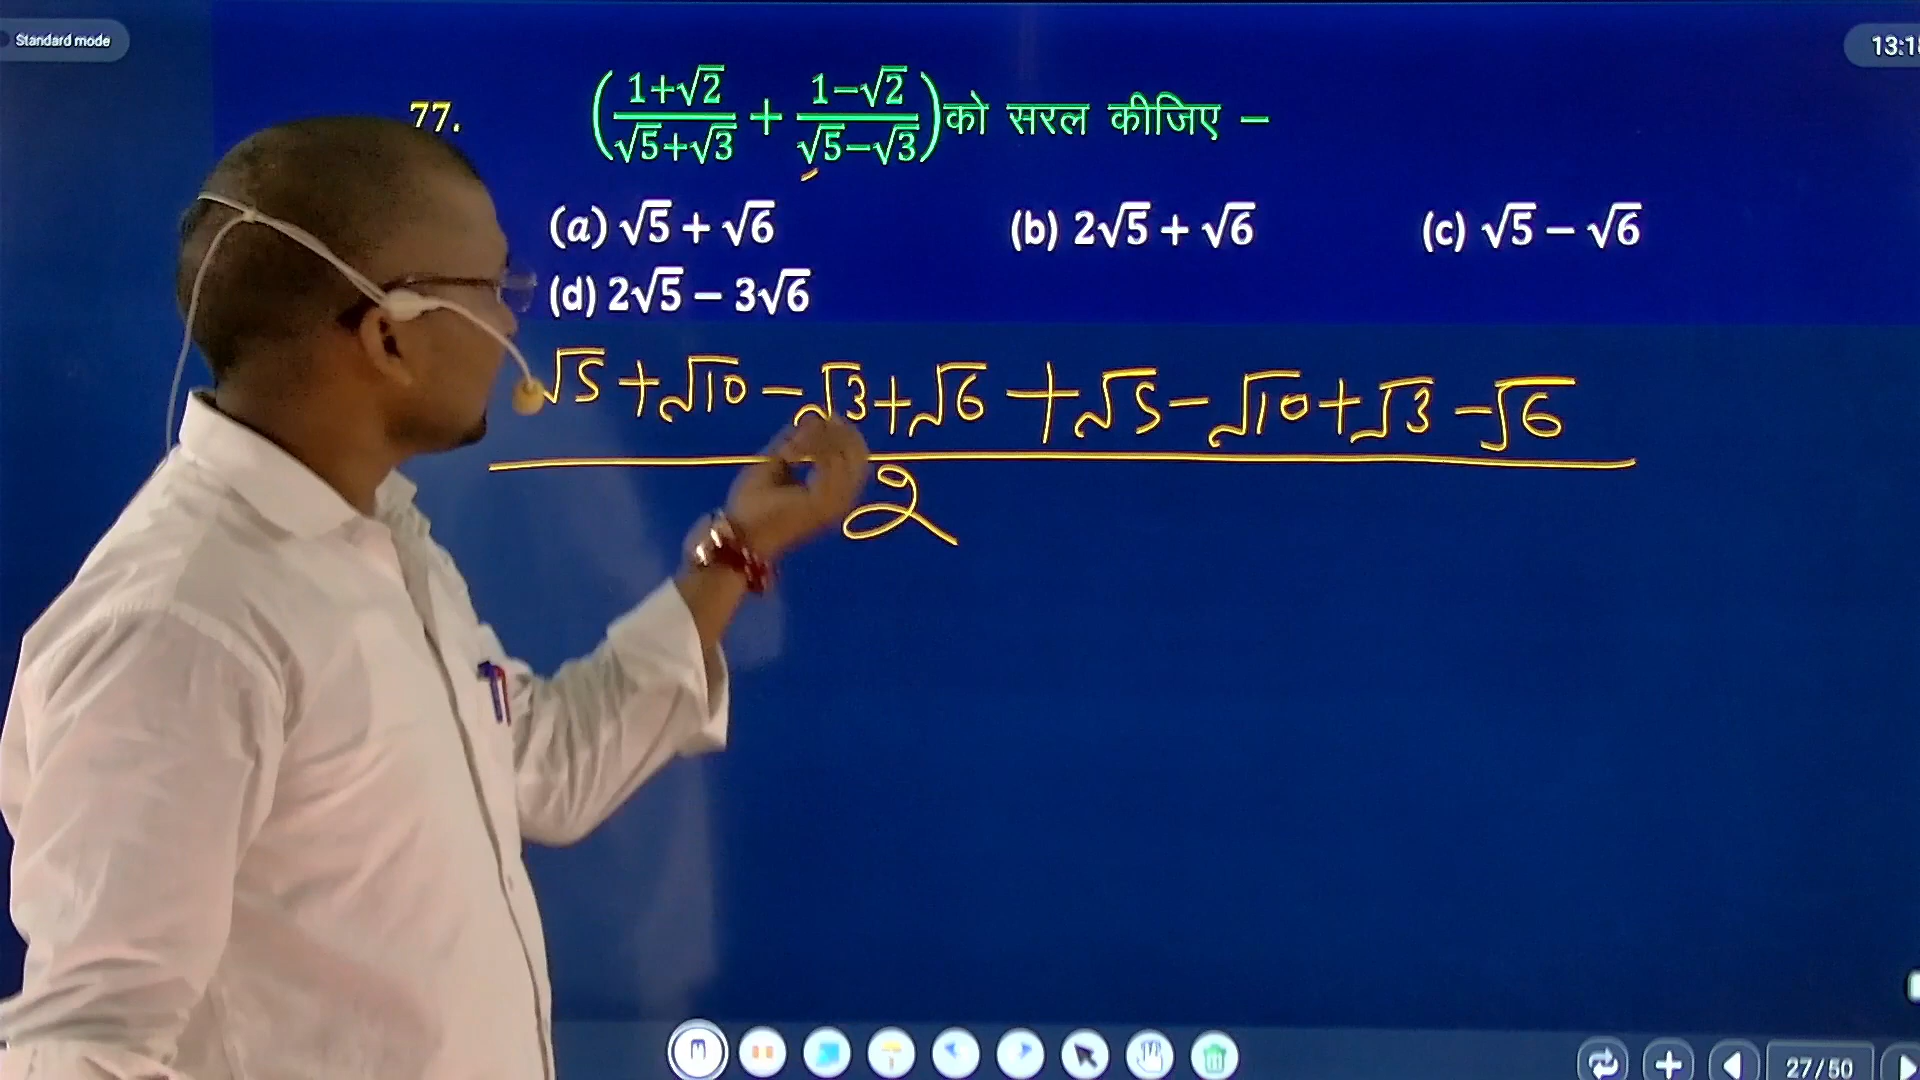 Standard mode
13:1
77. (1+√2/√5+√3 + 1−√2/√5−√3) को सरल कीजिए −
(a) √5 + √6 (b) 2√5 + √6 (c) √5 − √6
(d) 2√5 − 3√6
√5 + √10 − √3 + √6 + √5 − √10 + √3 − √6
2
27/50